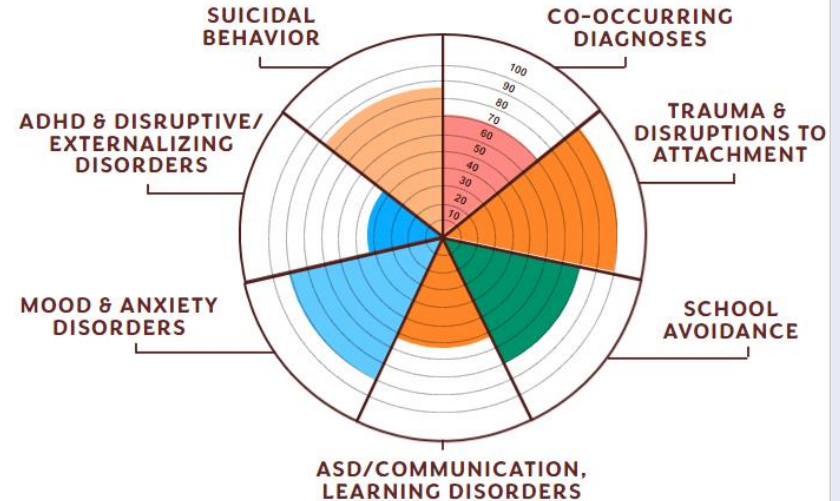 SUICIDAL
BEHAVIOR
CO-OCCURRING
DIAGNOSES
ADHD & DISRUPTIVE/
EXTERNALIZING
DISORDERS
TRAUMA &
DISRUPTIONS TO
ATTACHMENT
100
90
80
70
60
50
40
30
20
10
MOOD & ANXIETY
DISORDERS
SCHOOL
AVOIDANCE
ASD/COMMUNICATION,
LEARNING DISORDERS